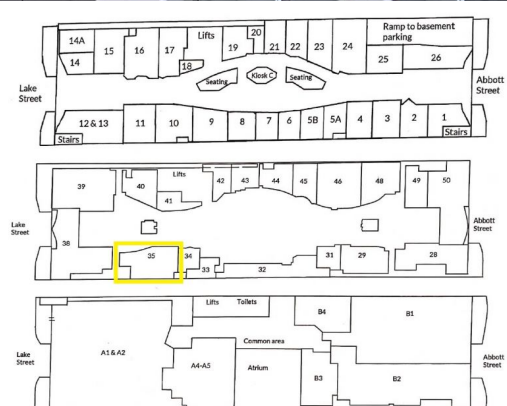 Ramp to basement
parking
14A
14
15
16
17
18
Lifts
19
20
21
22
23
24
25
26
Seating
Kiosk C
Seating
Lake
Street
Abbott
Street
12 & 13
Stairs
11
10
9
8
7
6
5B
5A
4
3
2
1
Stairs
39
40
41
Lifts
42
43
44
45
46
48
49
50
Lake
Street
Abbott
Street
38
35
34
33
32
31
29
28
Lifts
Toilets
B4
B1
Common area
Lake
Street
A1 & A2
A4-A5
Atrium
B3
B2
Abbott
Street